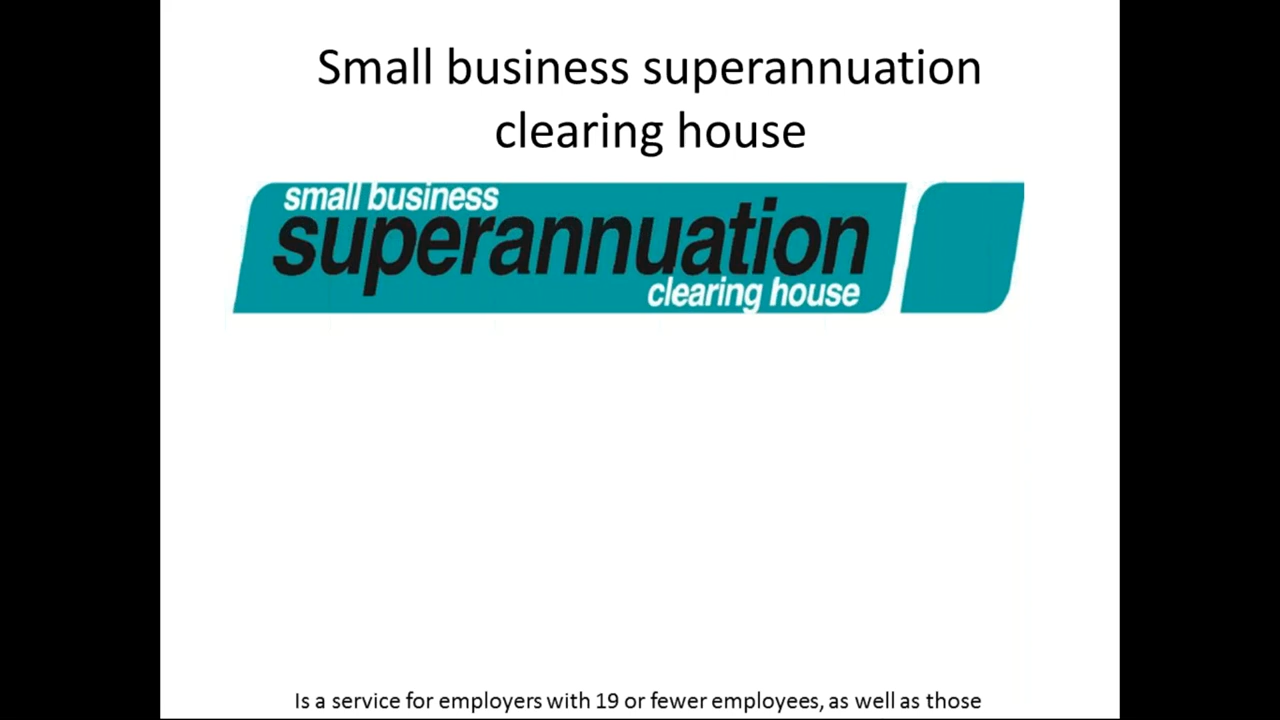 Small business superannuation
clearing house
small business
superannuation
clearing house
Is a service for employers with 19 or fewer employees, as well as those